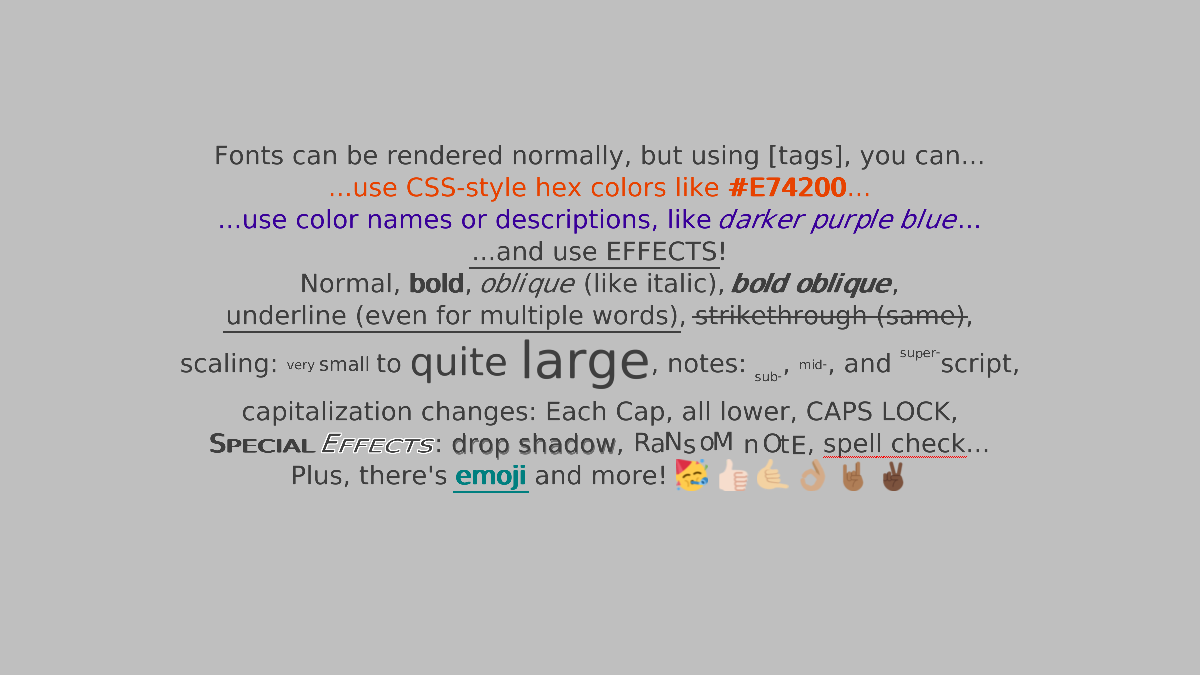 Fonts can be rendered normally, but using [tags], you can...
...use CSS-style hex colors like #E74200...
...use color names or descriptions, like darker purple blue...
...and use EFFECTS!
Normal, bold, oblique (like italic), bold oblique,
underline (even for multiple words), strikethrough (same),
scaling: very small to quite large, notes: sub-, mid-, and super-script,
capitalization changes: Each Cap, all lower, CAPS LOCK,
SPECIAL EFFECTS: drop shadow, RaNsoM nOtE, spell check...
Plus, there's emoji and more! 🥳👍🏻🤙🏼👌🏽🤘🏾✌🏿